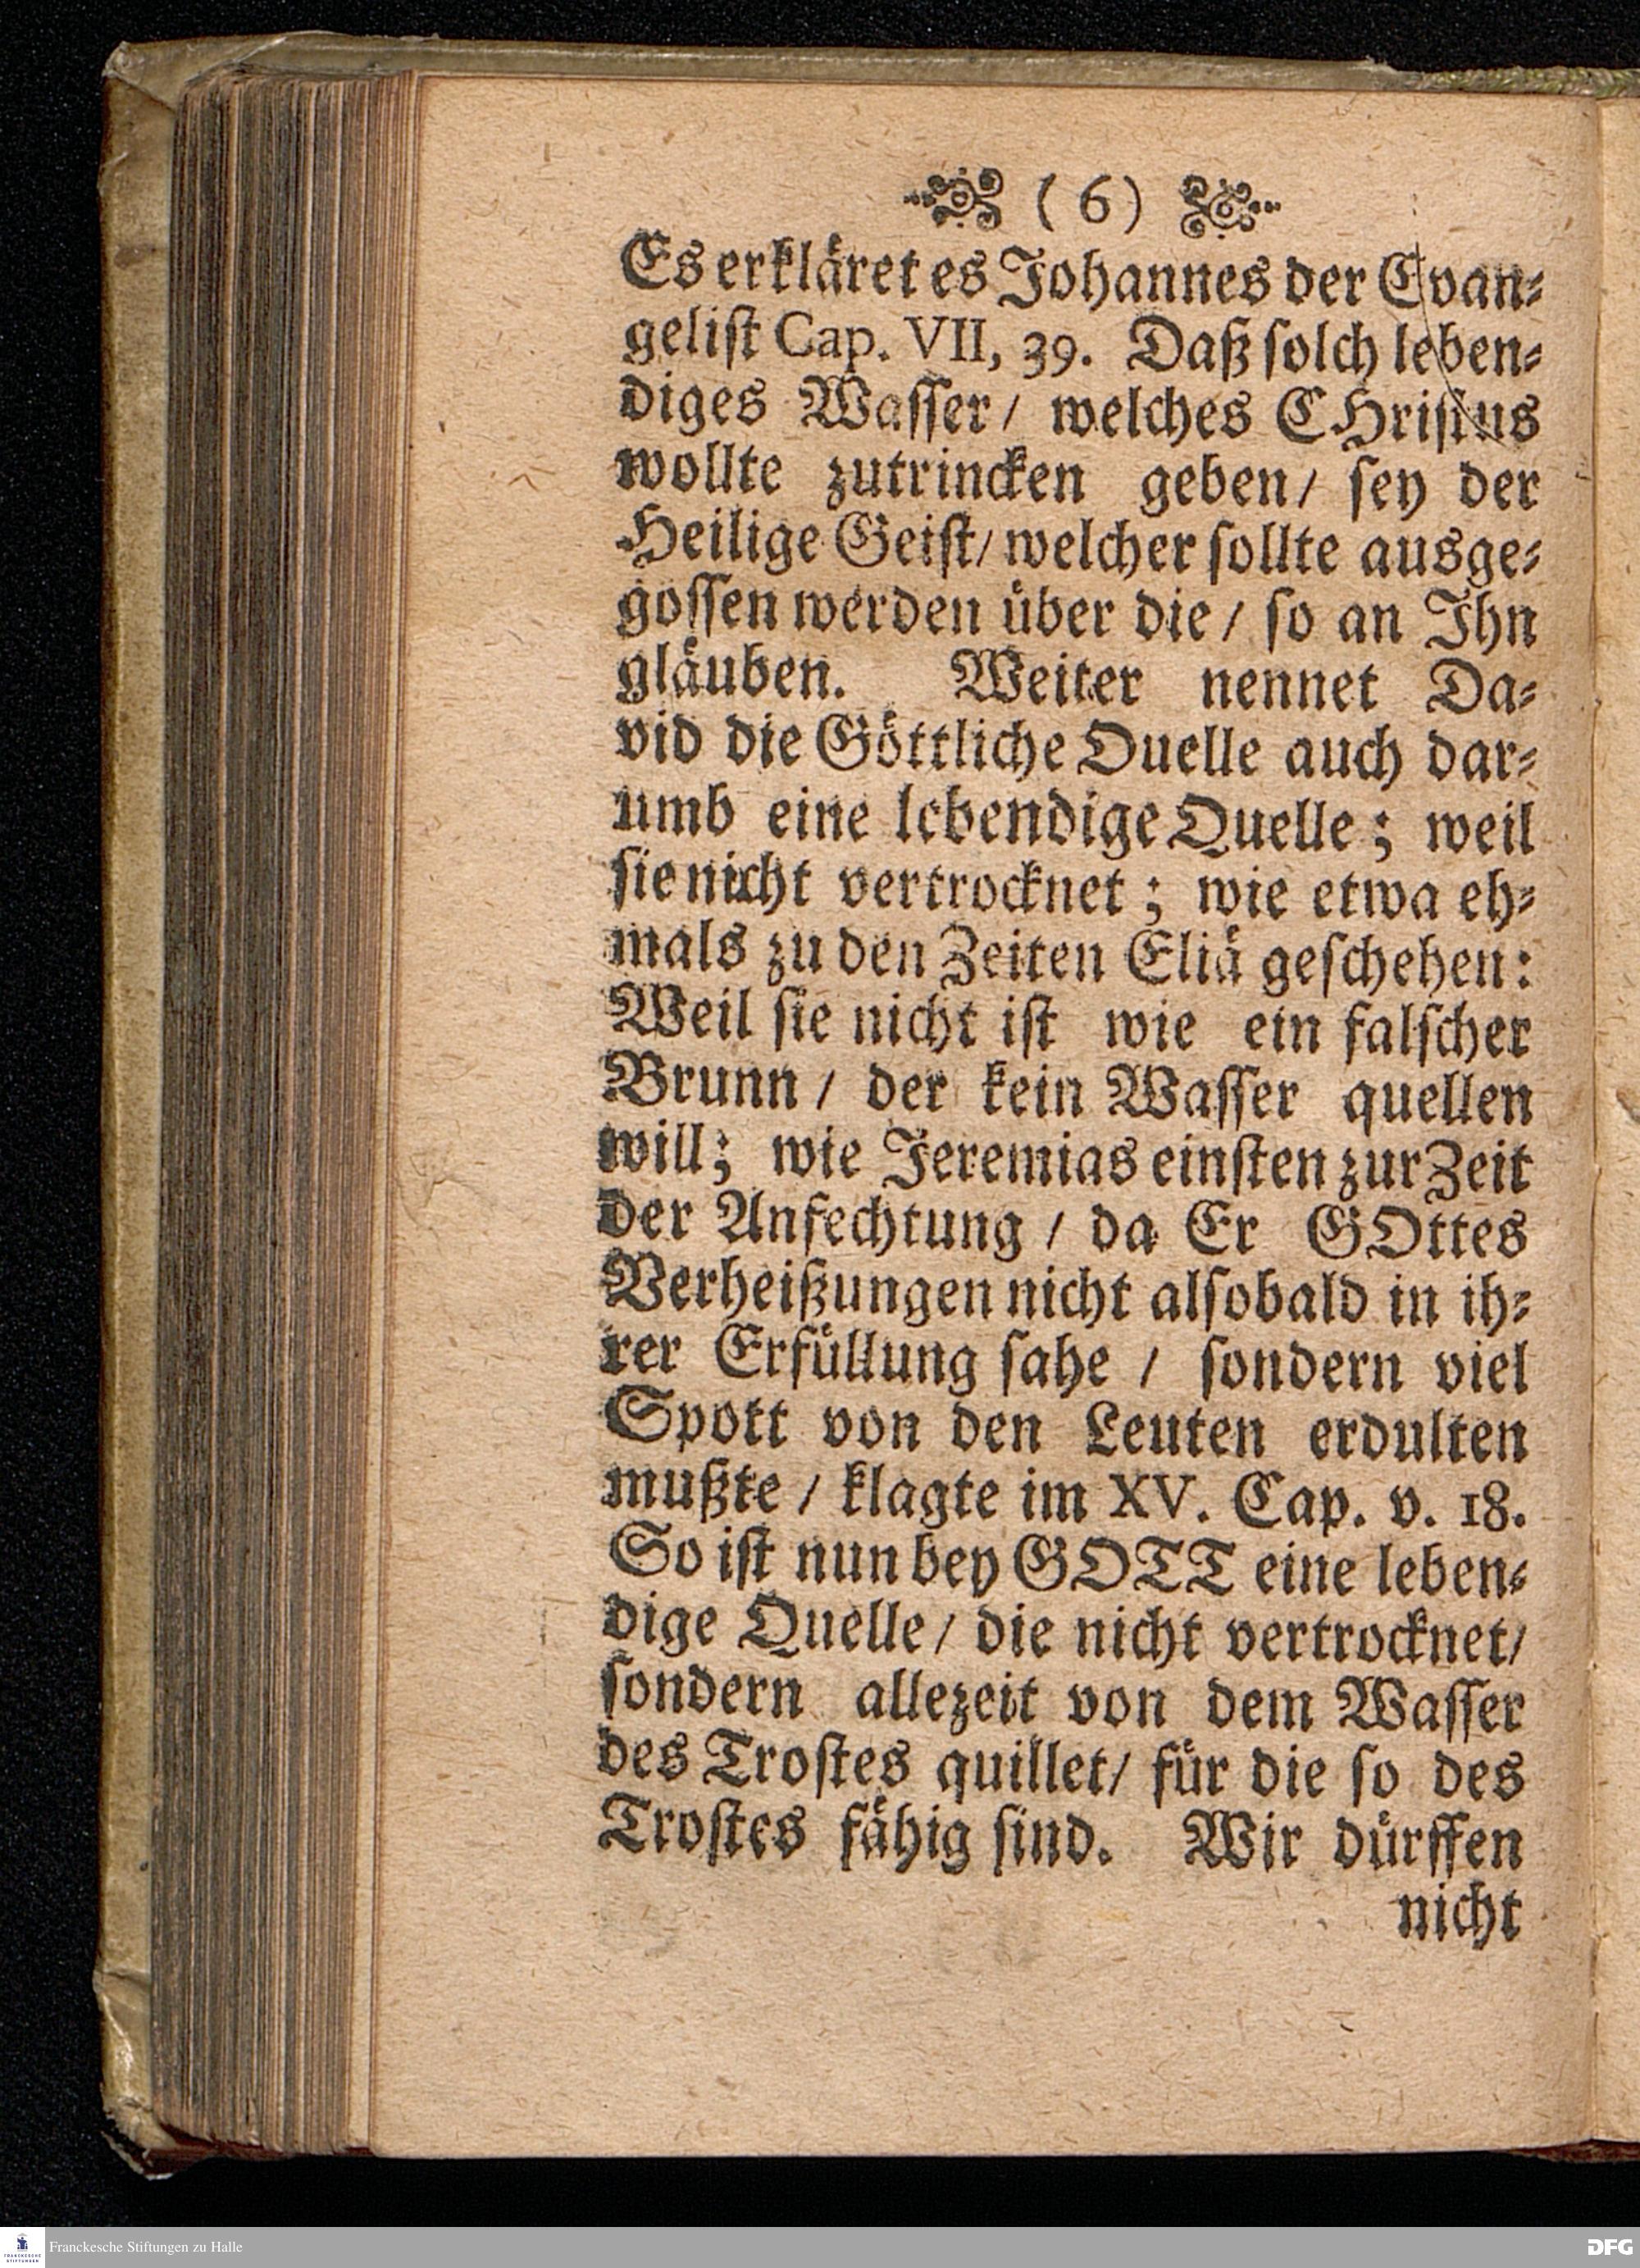 ( 6 )
Es erkläret es Johannes der Evan-
gelist Cap. VII, 39. Daß solch leben-
diges Wasser / welches CHristus
wollte zutrincken geben / sey der
Heilige Geist / welcher sollte ausge-
gossen werden über die / so an Ihn
gläuben. Weiter nennet Da-
vid die Göttliche Quelle auch dar-
umb eine lebendige Quelle ; weil
sie nicht vertrocknet ; wie etwa eh-
mals zu den Zeiten Eliä geschehen :
Weil sie nicht ist wie ein falscher
Brunn / der kein Wasser quellen
will ; wie Jeremias einsten zur Zeit
der Anfechtung / da Er GOttes
Verheißungen nicht alsobald in ih-
rer Erfüllung sahe / sondern viel
Spott von den Leuten erdulten
mußte / klagte im XV. Cap. v. 18.
So ist nun bey GOTT eine leben-
dige Quelle / die nicht vertrocknet /
sondern allezeit von dem Wasser
des Trostes quillet / für die so des
Trostes fähig sind. Wir dürffen
nicht
FRANCKESCHE STIFTUNGEN
Franckesche Stiftungen zu Halle
DFG